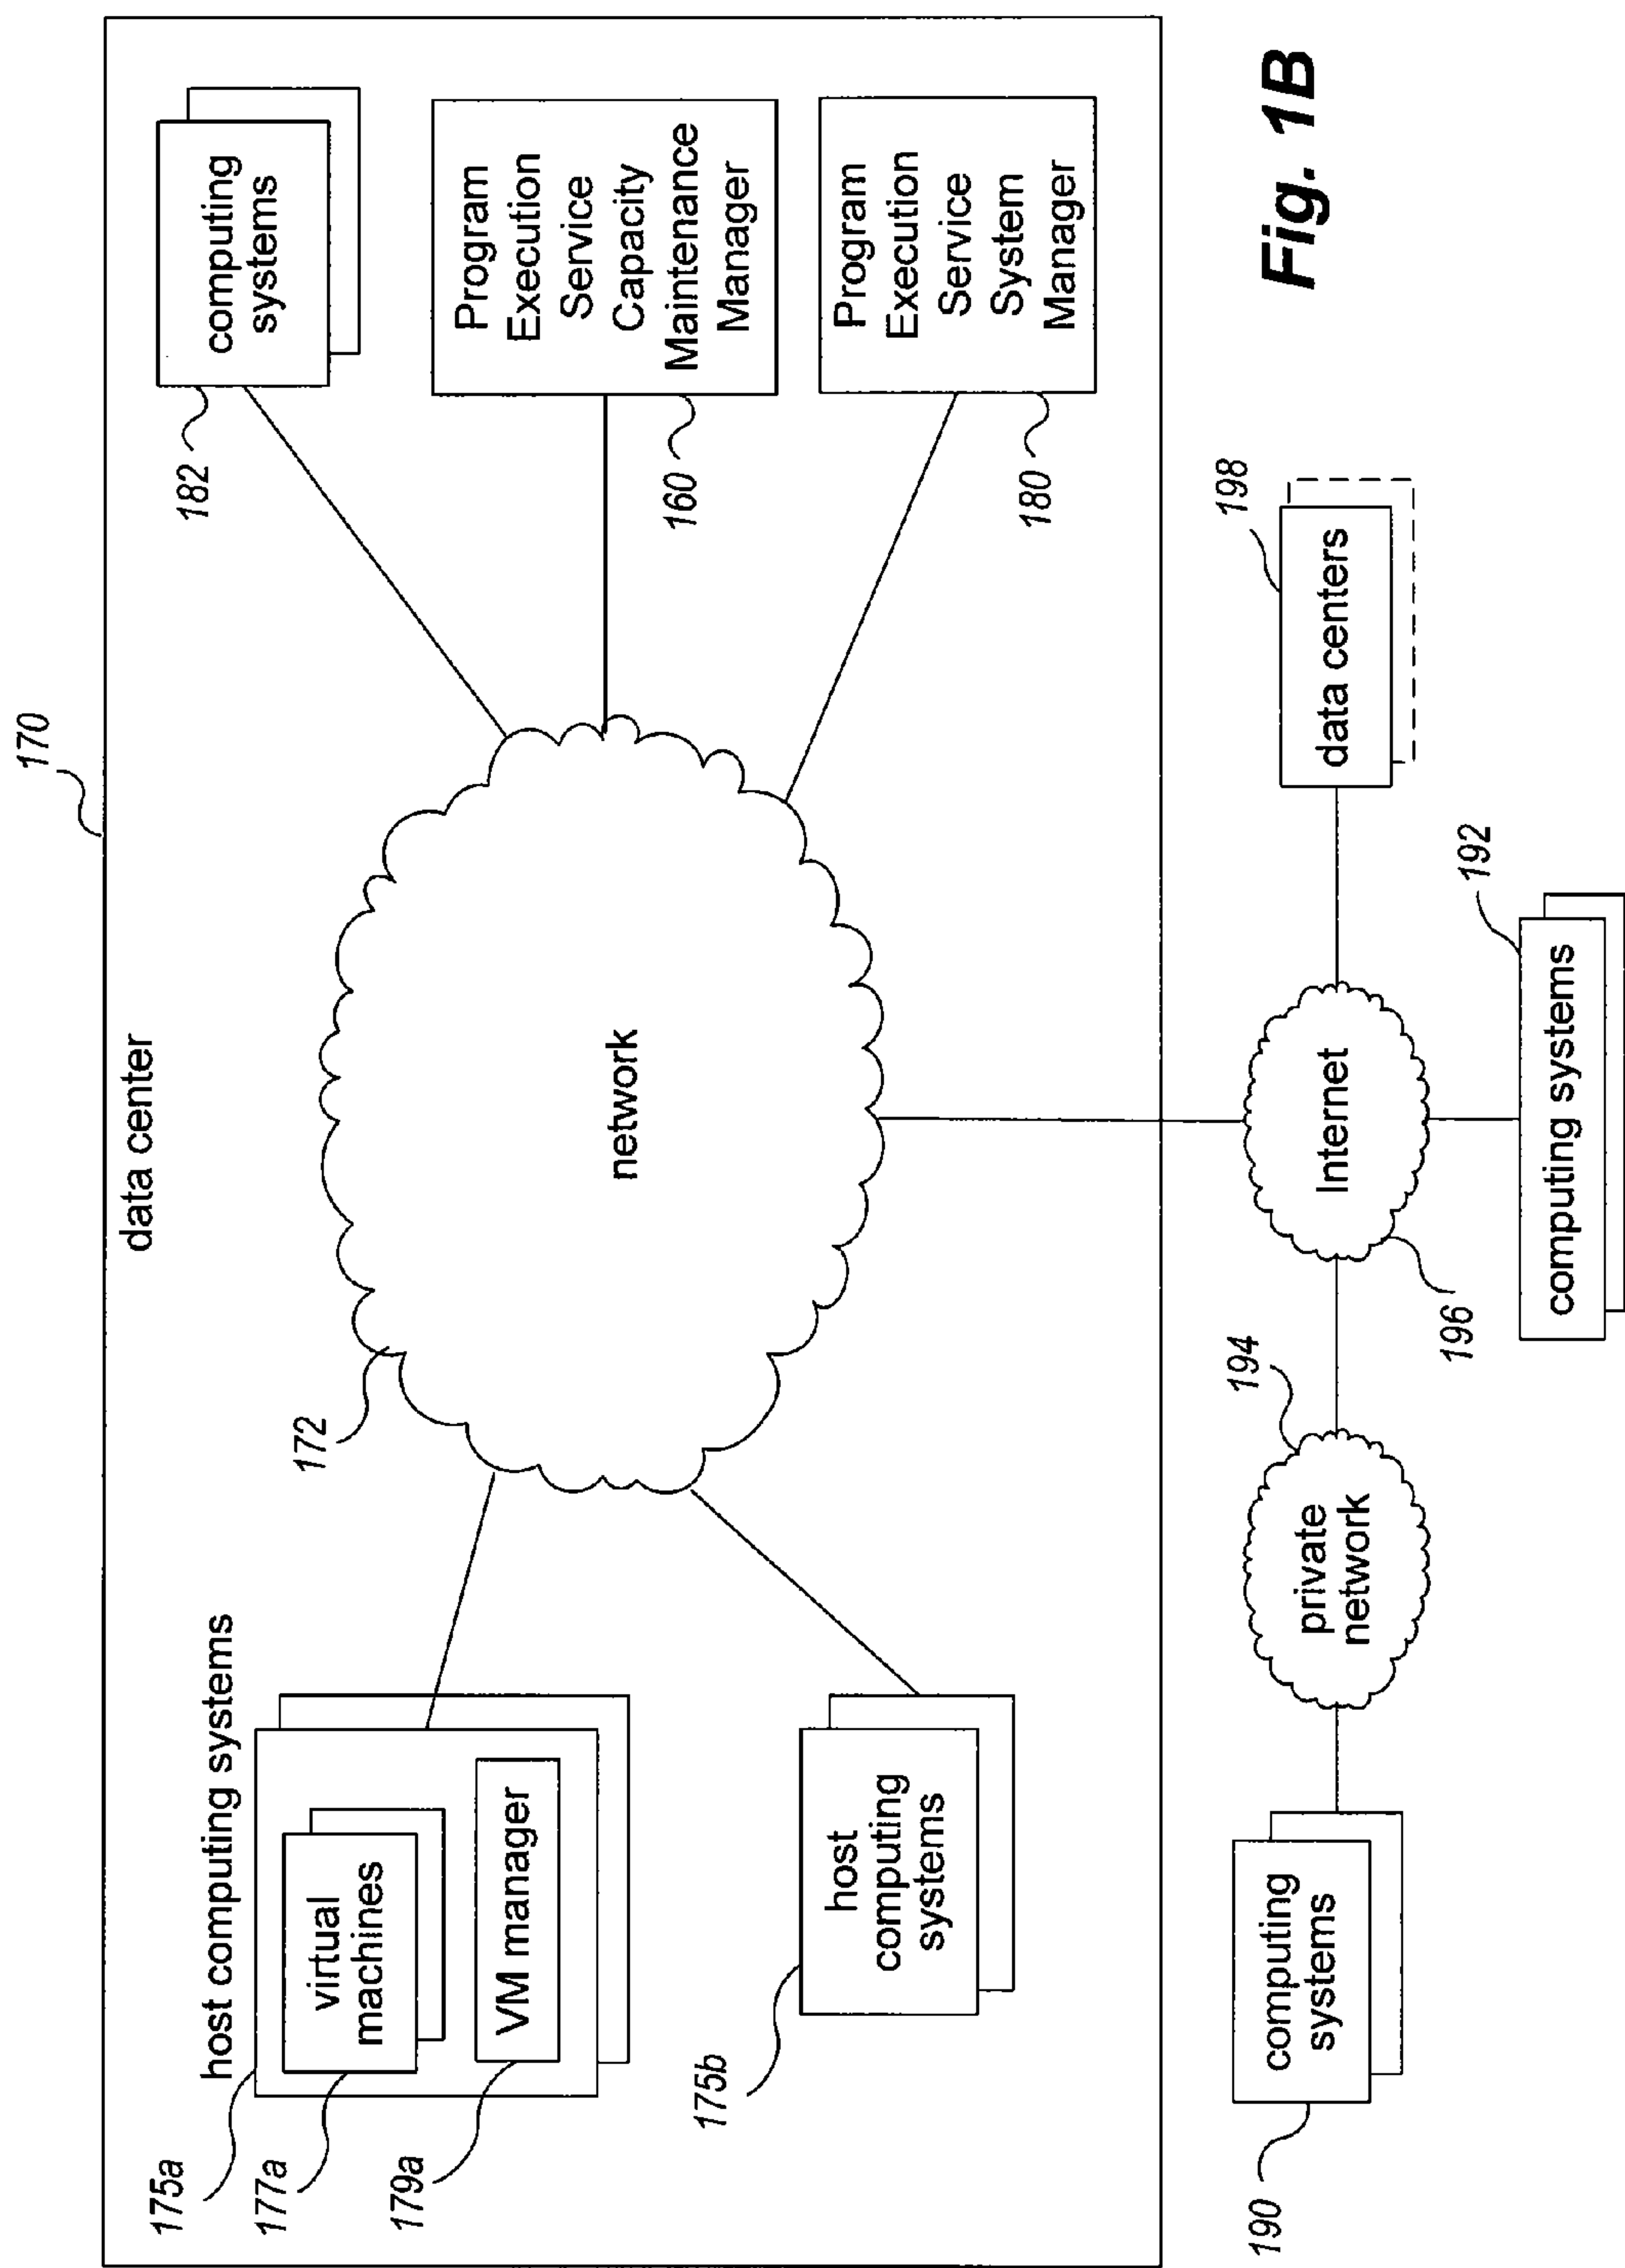 170
data center
host computing systems
175a
virtual
machines
177a
VM manager
179a
host
computing
systems
175b
172
network
computing
systems
182
Program
Execution
Service
Capacity
Maintenance
Manager
160
Program
Execution
Service
System
Manager
180
computing
systems
190
private
network
194
Internet
196
computing systems
192
data centers
198
Fig. 1B